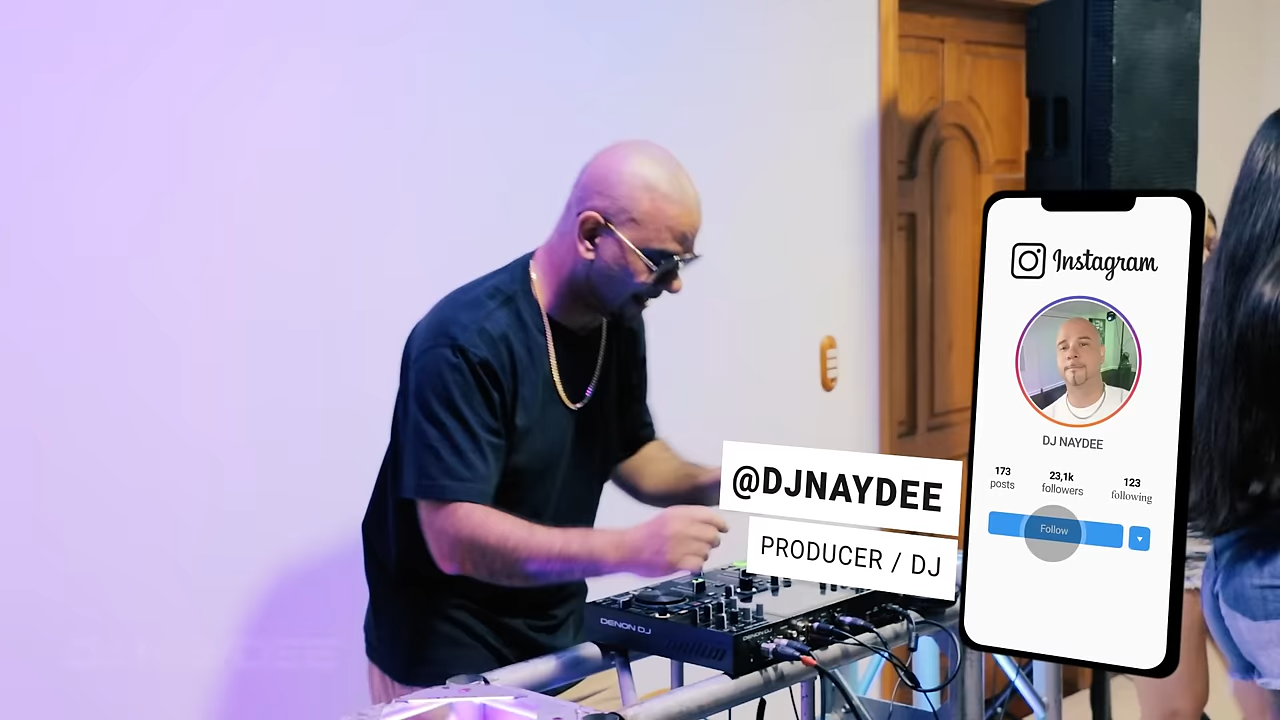 Instagram
DJ NAYDEE
173
posts
23,1k
followers
123
following
Follow
@DJNAYDEE
PRODUCER / DJ
DENON DJ
DENON DJ